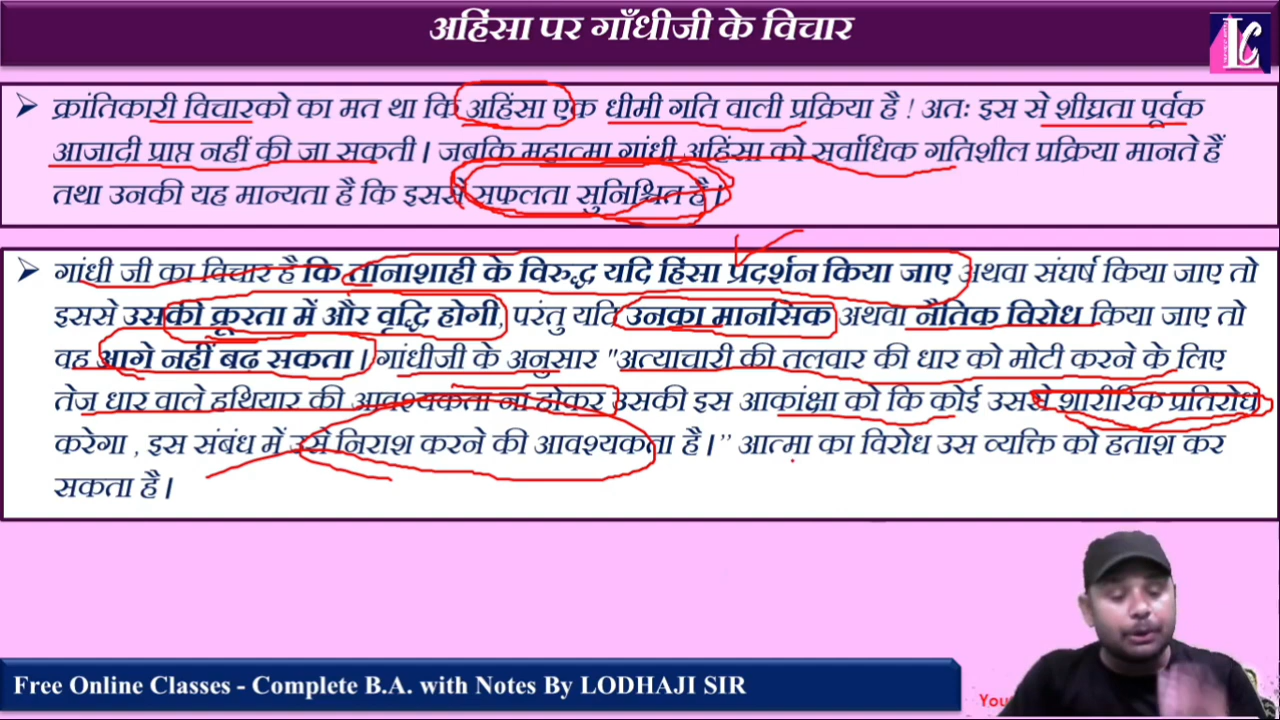 अहिंसा पर गाँधीजी के विचार
LC
➢ क्रांतिकारी विचारको का मत था कि अहिंसा एक धीमी गति वाली प्रक्रिया है ! अतः इस से शीघ्रता पूर्वक
आजादी प्राप्त नहीं की जा सकती । जबकि महात्मा गांधी अहिंसा को सर्वाधिक गतिशील प्रक्रिया मानते हैं
तथा उनकी यह मान्यता है कि इससे सफलता सुनिश्चित है ।
➢ गांधी जी का विचार है कि तानाशाही के विरुद्ध यदि हिंसा प्रदर्शन किया जाए अथवा संघर्ष किया जाए तो
इससे उसकी क्रूरता में और वृद्धि होगी, परंतु यदि उनका मानसिक अथवा नैतिक विरोध किया जाए तो
वह आगे नहीं बढ सकता । गांधीजी के अनुसार "अत्याचारी की तलवार की धार को मोटी करने के लिए
तेज धार वाले हथियार की आवश्यकता ना होकर उसकी इस आकांक्षा को कि कोई उससे शारीरिक प्रतिरोध
करेगा , इस संबंध में उसे निराश करने की आवश्यकता है ।” आत्मा का विरोध उस व्यक्ति को हताश कर
सकता है ।
Free Online Classes - Complete B.A. with Notes By LODHAJI SIR